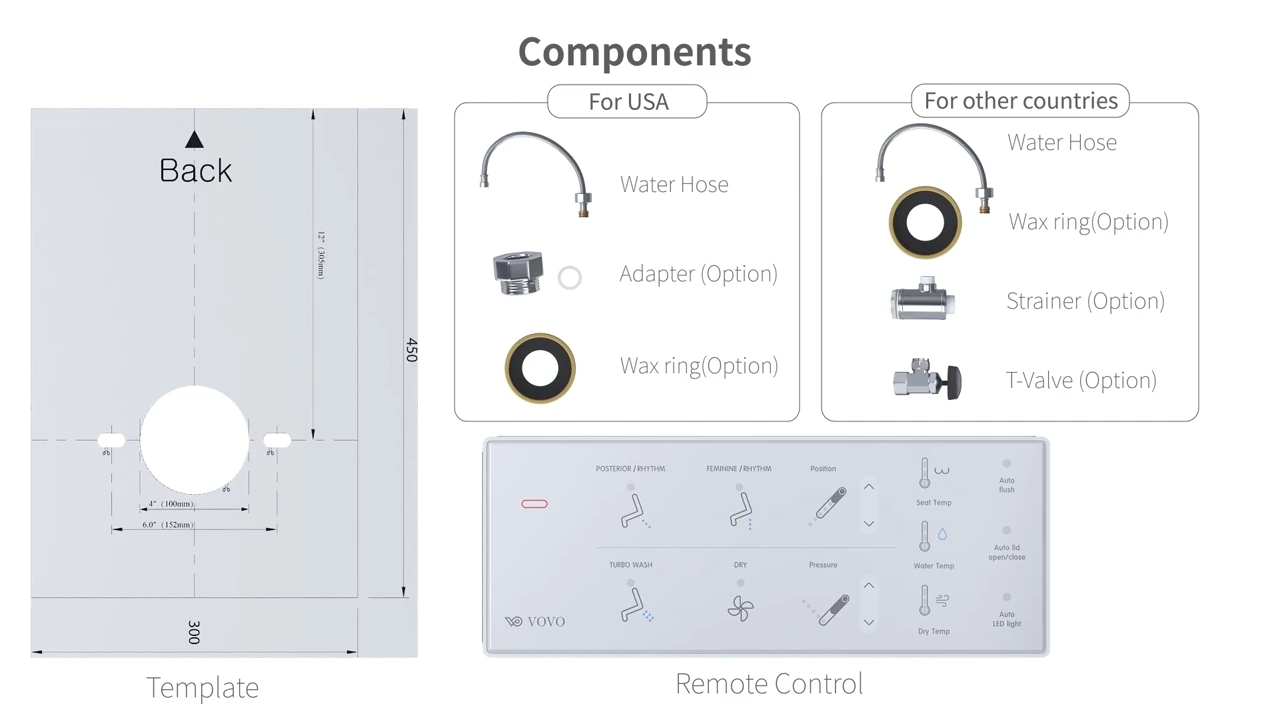 Components
For USA
Water Hose
Adapter (Option)
Wax ring(Option)
For other countries
Water Hose
Wax ring(Option)
Strainer (Option)
T-Valve (Option)
Back
12" (305mm)
450
4" (100mm)
6.0" (152mm)
300
Template
POSTERIOR / RHYTHM
FEMININE / RHYTHM
Position
Seat Temp
Auto
flush
Water Temp
Auto lid
open/close
TURBO WASH
DRY
Pressure
Dry Temp
Auto
LED light
VOVO
Remote Control